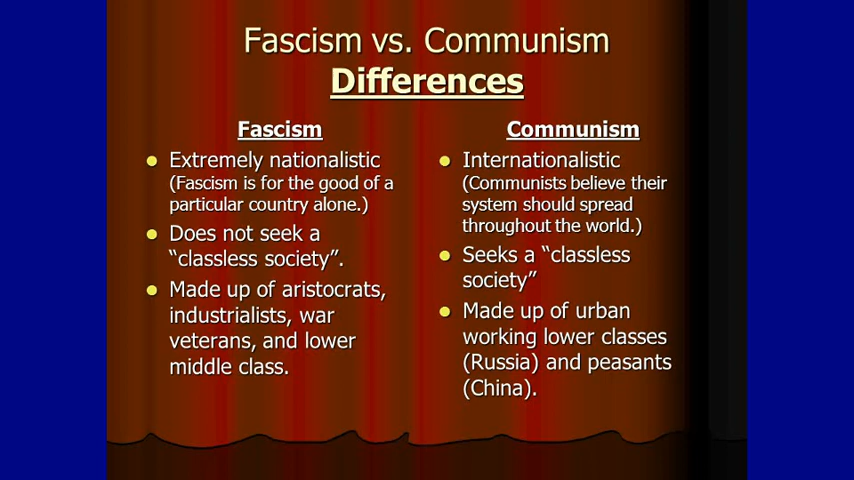 Fascism vs. Communism
Differences
Fascism
Extremely nationalistic
(Fascism is for the good of a
particular country alone.)
Does not seek a
“classless society”.
Made up of aristocrats,
industrialists, war
veterans, and lower
middle class.
Communism
Internationalistic
(Communists believe their
system should spread
throughout the world.)
Seeks a “classless
society”
Made up of urban
working lower classes
(Russia) and peasants
(China).